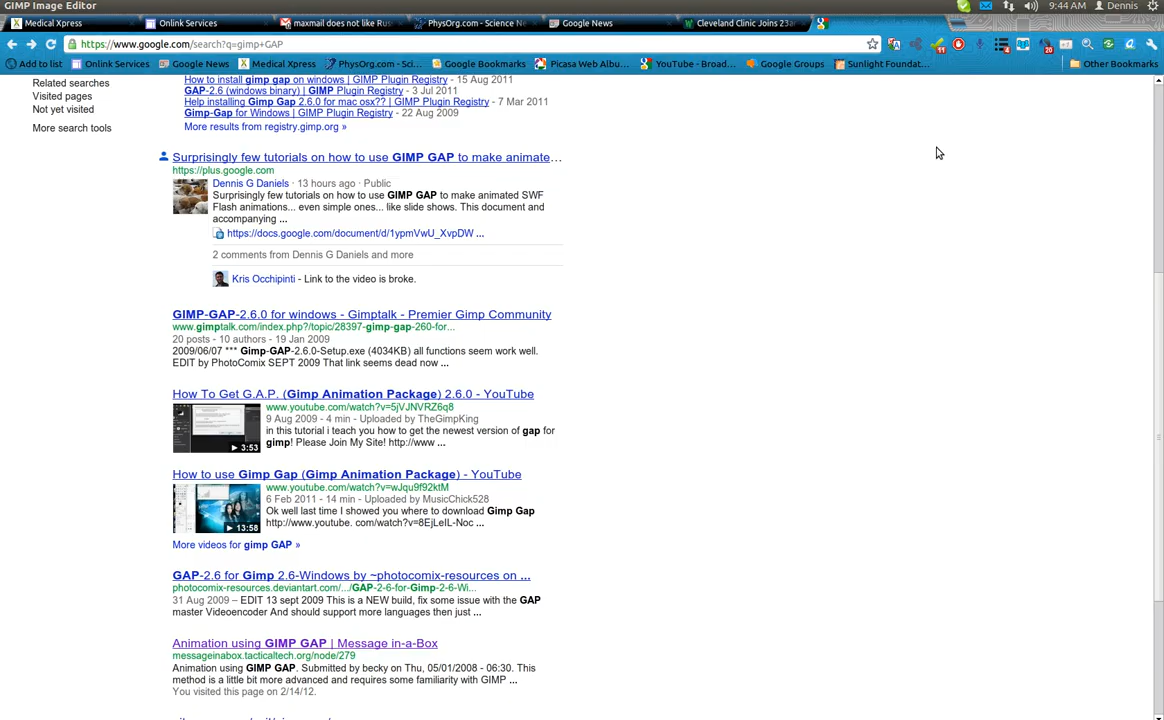 GIMP Image Editor
9:44 AM Dennis
Medical Xpress
Onlink Services
maxmail does not like Rus
PhysOrg.com - Science Ne
Google News
Cleveland Clinic Joins 23a
https://www.google.com/search?q=gimp+GAP
Add to list
Onlink Services
Google News
Medical Xpress
PhysOrg.com - Sci...
Google Bookmarks
Picasa Web Albu...
YouTube - Broad...
Google Groups
Sunlight Foundat...
Other Bookmarks
Related searches
Visited pages
Not yet visited
More search tools
How to install gimp gap on windows | GIMP Plugin Registry - 15 Aug 2011
GAP-2.6 (windows binary) | GIMP Plugin Registry - 3 Jul 2011
Help installing Gimp Gap 2.6.0 for mac osx?? | GIMP Plugin Registry - 7 Mar 2011
Gimp-Gap for Windows | GIMP Plugin Registry - 22 Aug 2009
More results from registry.gimp.org »
Surprisingly few tutorials on how to use GIMP GAP to make animate...
https://plus.google.com
Dennis G Daniels · 13 hours ago · Public
Surprisingly few tutorials on how to use GIMP GAP to make animated SWF
Flash animations... even simple ones... like slide shows. This document and
accompanying ...
https://docs.google.com/document/d/1ypmVwU_XvpDW ...
2 comments from Dennis G Daniels and more
Kris Occhipinti - Link to the video is broke.
GIMP-GAP-2.6.0 for windows - Gimptalk - Premier Gimp Community
www.gimptalk.com/index.php?/topic/28397-gimp-gap-260-for...
20 posts - 10 authors - 19 Jan 2009
2009/06/07 *** Gimp-GAP-2.6.0-Setup.exe (4034KB) all functions seem work well.
EDIT by PhotoComix SEPT 2009 That link seems dead now ...
How To Get G.A.P. (Gimp Animation Package) 2.6.0 - YouTube
www.youtube.com/watch?v=5jVJNVRZ6q8
9 Aug 2009 - 4 min - Uploaded by TheGimpKing
in this tutorial i teach you how to get the newest version of gap for
gimp! Please Join My Site! http://www ...
3:53
How to use Gimp Gap (Gimp Animation Package) - YouTube
www.youtube.com/watch?v=wJqu9f92ktM
6 Feb 2011 - 14 min - Uploaded by MusicChick528
Ok well last time I showed you where to download Gimp Gap
http://www.youtube. com/watch?v=8EjLeIL-Noc ...
13:58
More videos for gimp GAP »
GAP-2.6 for Gimp 2.6-Windows by ~photocomix-resources on ...
photocomix-resources.deviantart.com/.../GAP-2-6-for-Gimp-2-6-Wi...
31 Aug 2009 – EDIT 13 sept 2009 This is a NEW build, fix some issue with the GAP
master Videoencoder And should support more languages then just ...
Animation using GIMP GAP | Message in-a-Box
messageinabox.tacticaltech.org/node/279
Animation using GIMP GAP. Submitted by becky on Thu, 05/01/2008 - 06:30. This
method is a little bit more advanced and requires some familiarity with GIMP ...
You visited this page on 2/14/12.